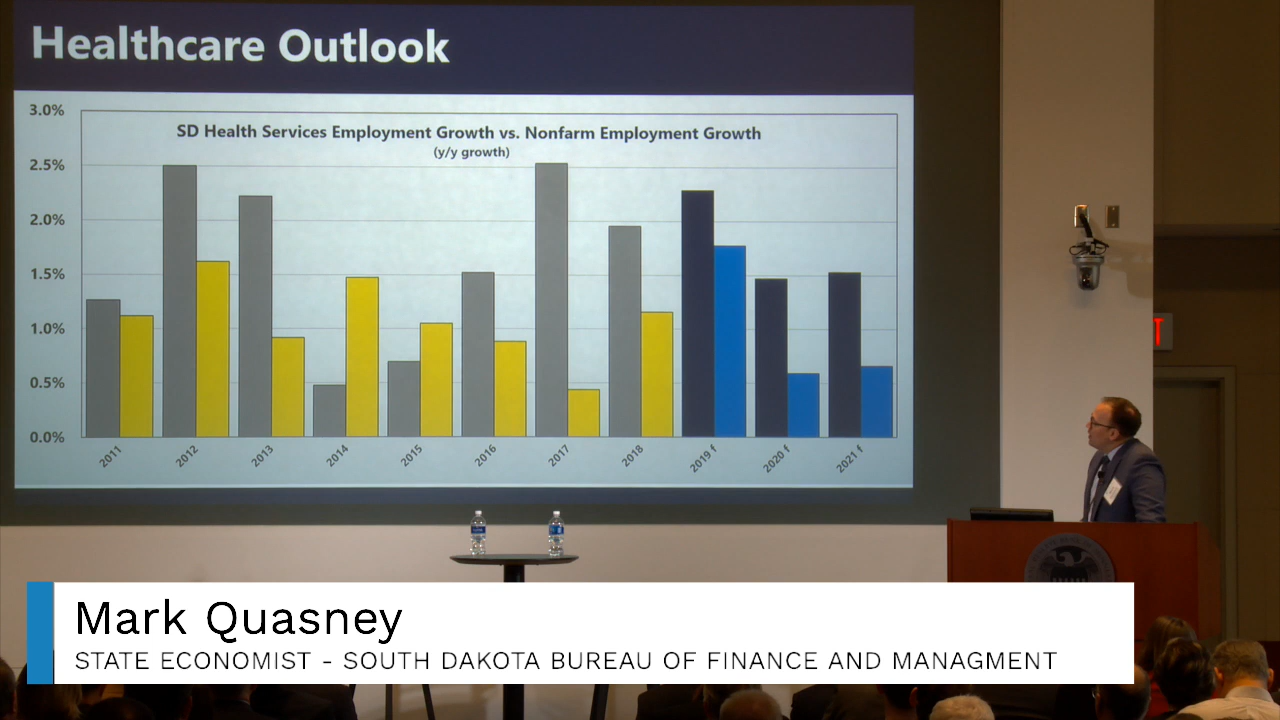 Healthcare Outlook
3.0%
SD Health Services Employment Growth vs. Nonfarm Employment Growth
(y/y growth)
2.5%
2.0%
1.5%
1.0%
0.5%
0.0%
2011
2012
2013
2014
2015
2016
2017
2018
2019 f
2020 f
2021 f
Mark Quasney
STATE ECONOMIST - SOUTH DAKOTA BUREAU OF FINANCE AND MANAGMENT